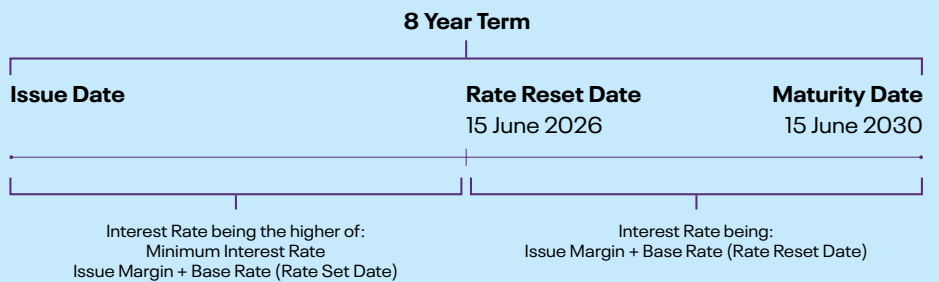 8 Year Term
Issue Date
Rate Reset Date
15 June 2026
Maturity Date
15 June 2030
Interest Rate being the higher of:
Minimum Interest Rate
Issue Margin + Base Rate (Rate Set Date)
Interest Rate being:
Issue Margin + Base Rate (Rate Reset Date)